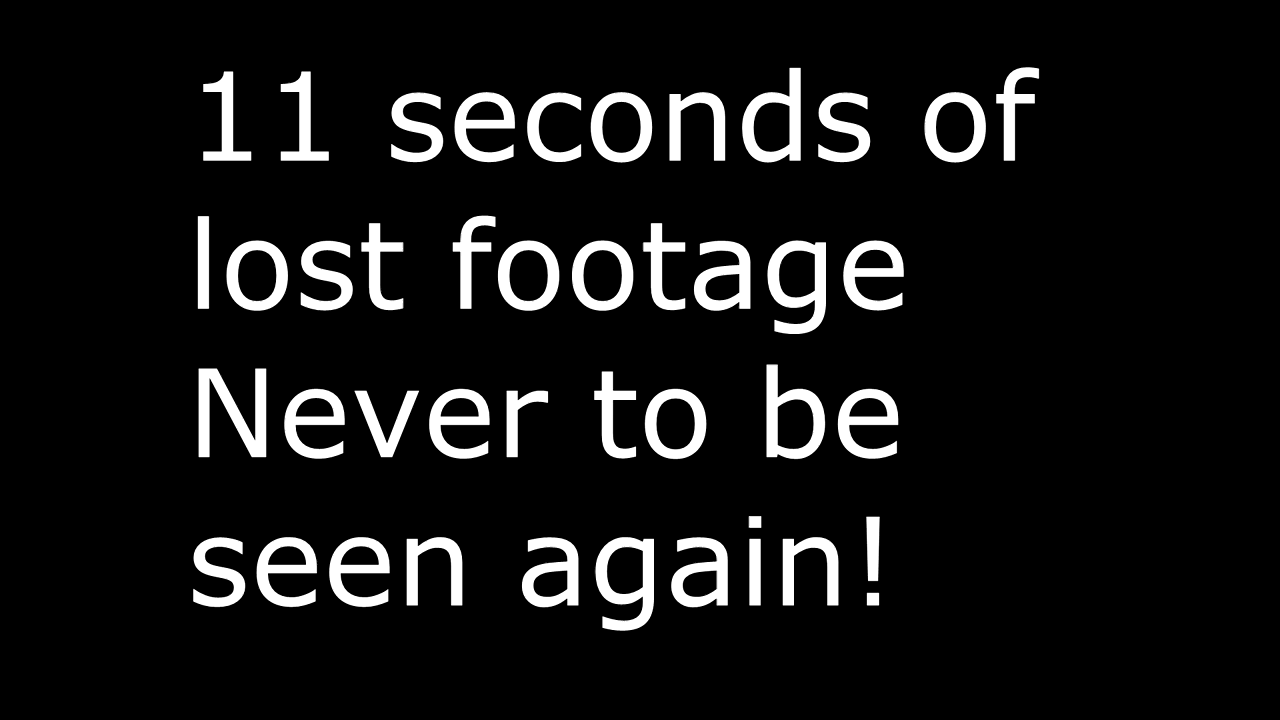 11 seconds of
lost footage
Never to be
seen again!